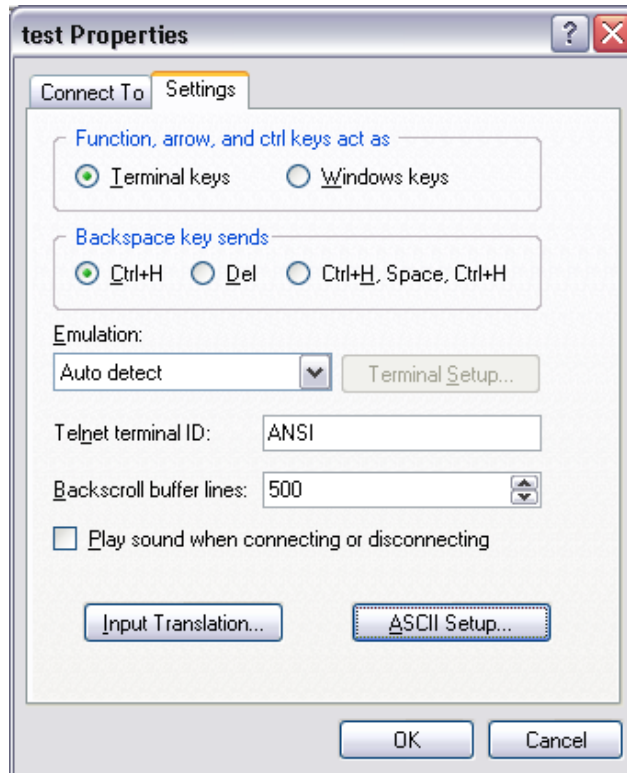 test Properties
?
Connect To Settings
Function, arrow, and ctrl keys act as
Terminal keys Windows keys
Backspace key sends
Ctrl+H Del Ctrl+H, Space, Ctrl+H
Emulation:
Auto detect Terminal Setup...
Telnet terminal ID: ANSI
Backscroll buffer lines: 500
Play sound when connecting or disconnecting
Input Translation... ASCII Setup...
OK Cancel